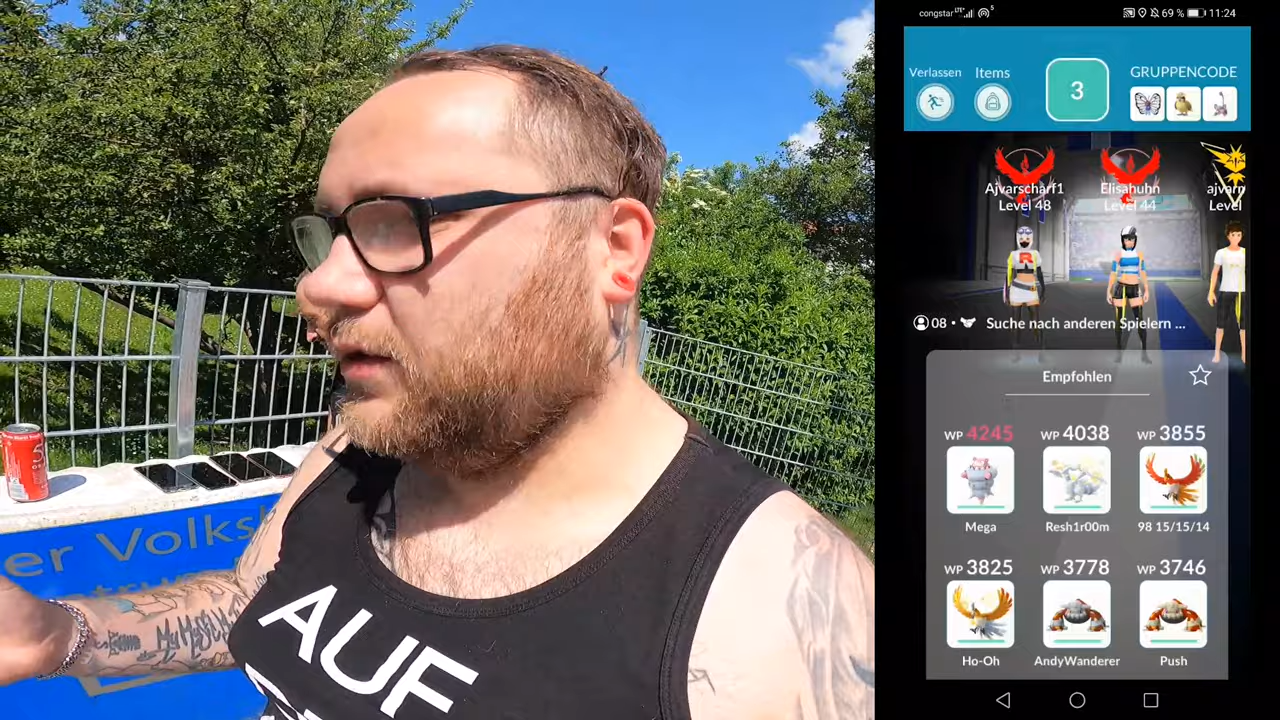 er Volksb
AUF
congstar
69 % 11:24
Verlassen
Items
3
GRUPPENCODE
Ajvarscharf1
Level 48
Elisahuhn
Level 44
ajvarn
Level
R
08 • Suche nach anderen Spielern ...
Empfohlen
WP 4245
WP 4038
WP 3855
Mega
Resh1r00m
98 15/15/14
WP 3825
WP 3778
WP 3746
Ho-Oh
AndyWanderer
Push